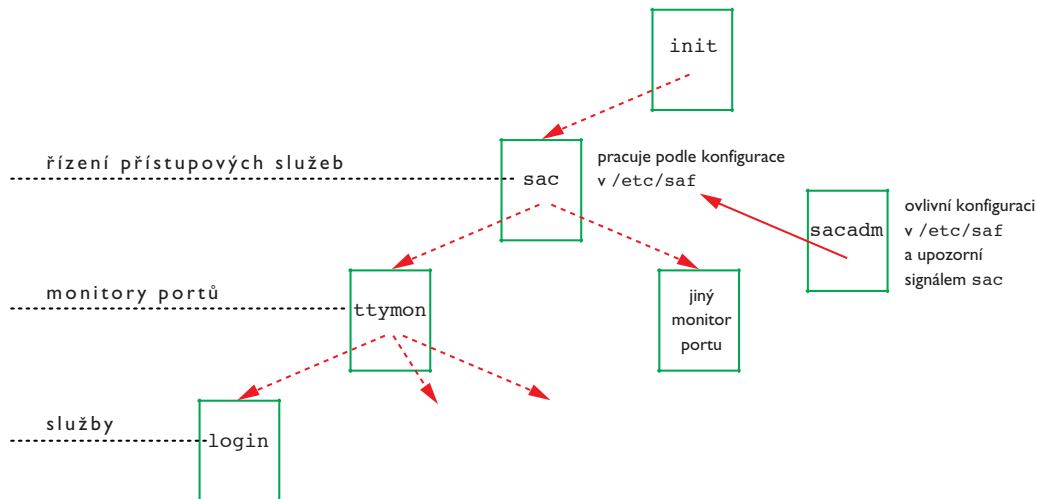 init
řízení přístupových služeb
sac
pracuje podle konfigurace
v /etc/saf
sacadm
ovlivní konfiguraci
v /etc/saf
a upozorní
signálem sac
monitory portů
ttymon
jiný
monitor
portu
služby
login